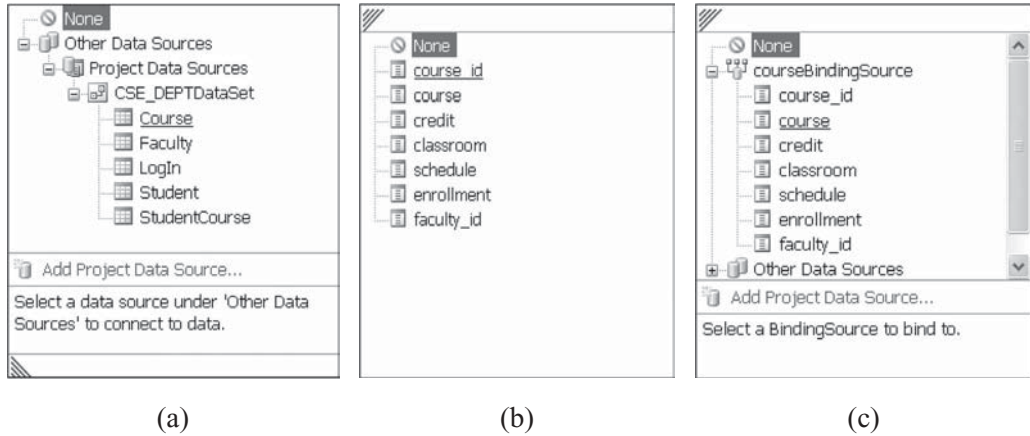 None
Other Data Sources
Project Data Sources
CSE_DEPTDataSet
Course
Faculty
LogIn
Student
StudentCourse
Add Project Data Source...
Select a data source under 'Other Data
Sources' to connect to data.
(a)
None
course_id
course
credit
classroom
schedule
enrollment
faculty_id
(b)
None
courseBindingSource
course_id
course
credit
classroom
schedule
enrollment
faculty_id
Other Data Sources
Add Project Data Source...
Select a BindingSource to bind to.
(c)